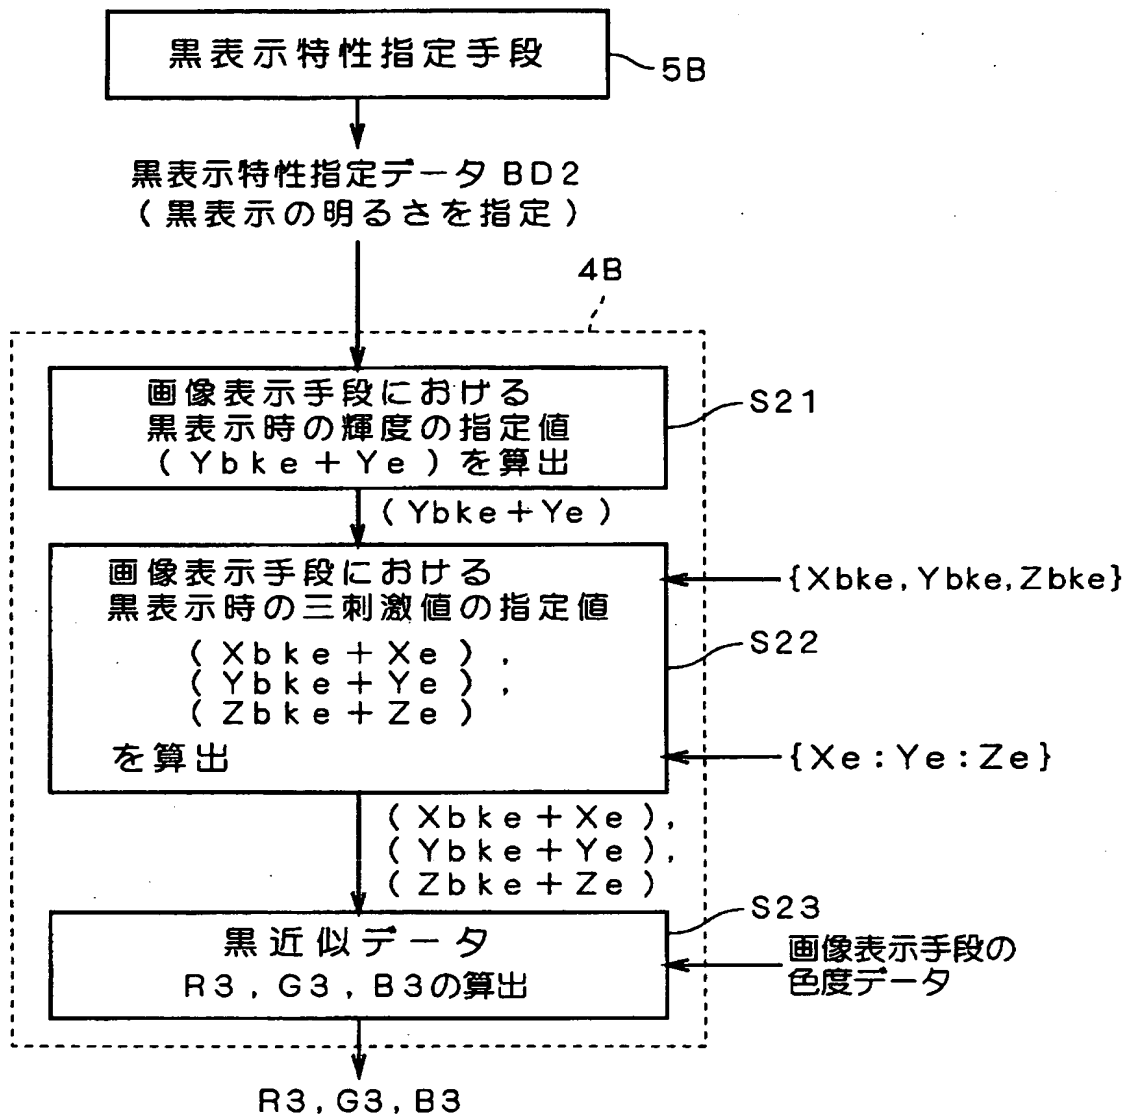 黒表示特性指定手段
5B
黒表示特性指定データBD2
(黒表示の明るさを指定)
4B
画像表示手段における
黒表示時の輝度の指定値
(Ybke+Ye)を算出
S21
(Ybke+Ye)
画像表示手段における
黒表示時の三刺激値の指定値
(Xbke+Xe),
(Ybke+Ye),
(Zbke+Ze)
を算出
{Xbke,Ybke,Zbke}
S22
{Xe:Ye:Ze}
(Xbke+Xe),
(Ybke+Ye),
(Zbke+Ze)
黒近似データ
R3,G3,B3の算出
S23
画像表示手段の
色度データ
R3,G3,B3